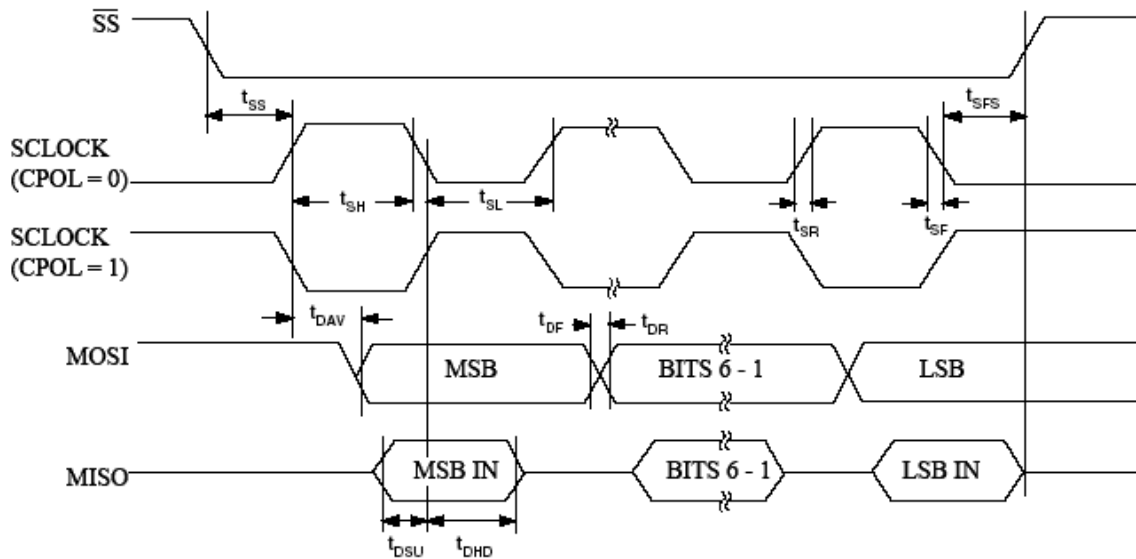 S̅S̅
tSS
tSFS
SCLOCK
(CPOL = 0)
tSH
tSL
tSR
tSF
SCLOCK
(CPOL = 1)
tDAV
tDF
tDR
MOSI
MSB
BITS 6 - 1
LSB
MISO
MSB IN
BITS 6 - 1
LSB IN
tDSU
tDHD